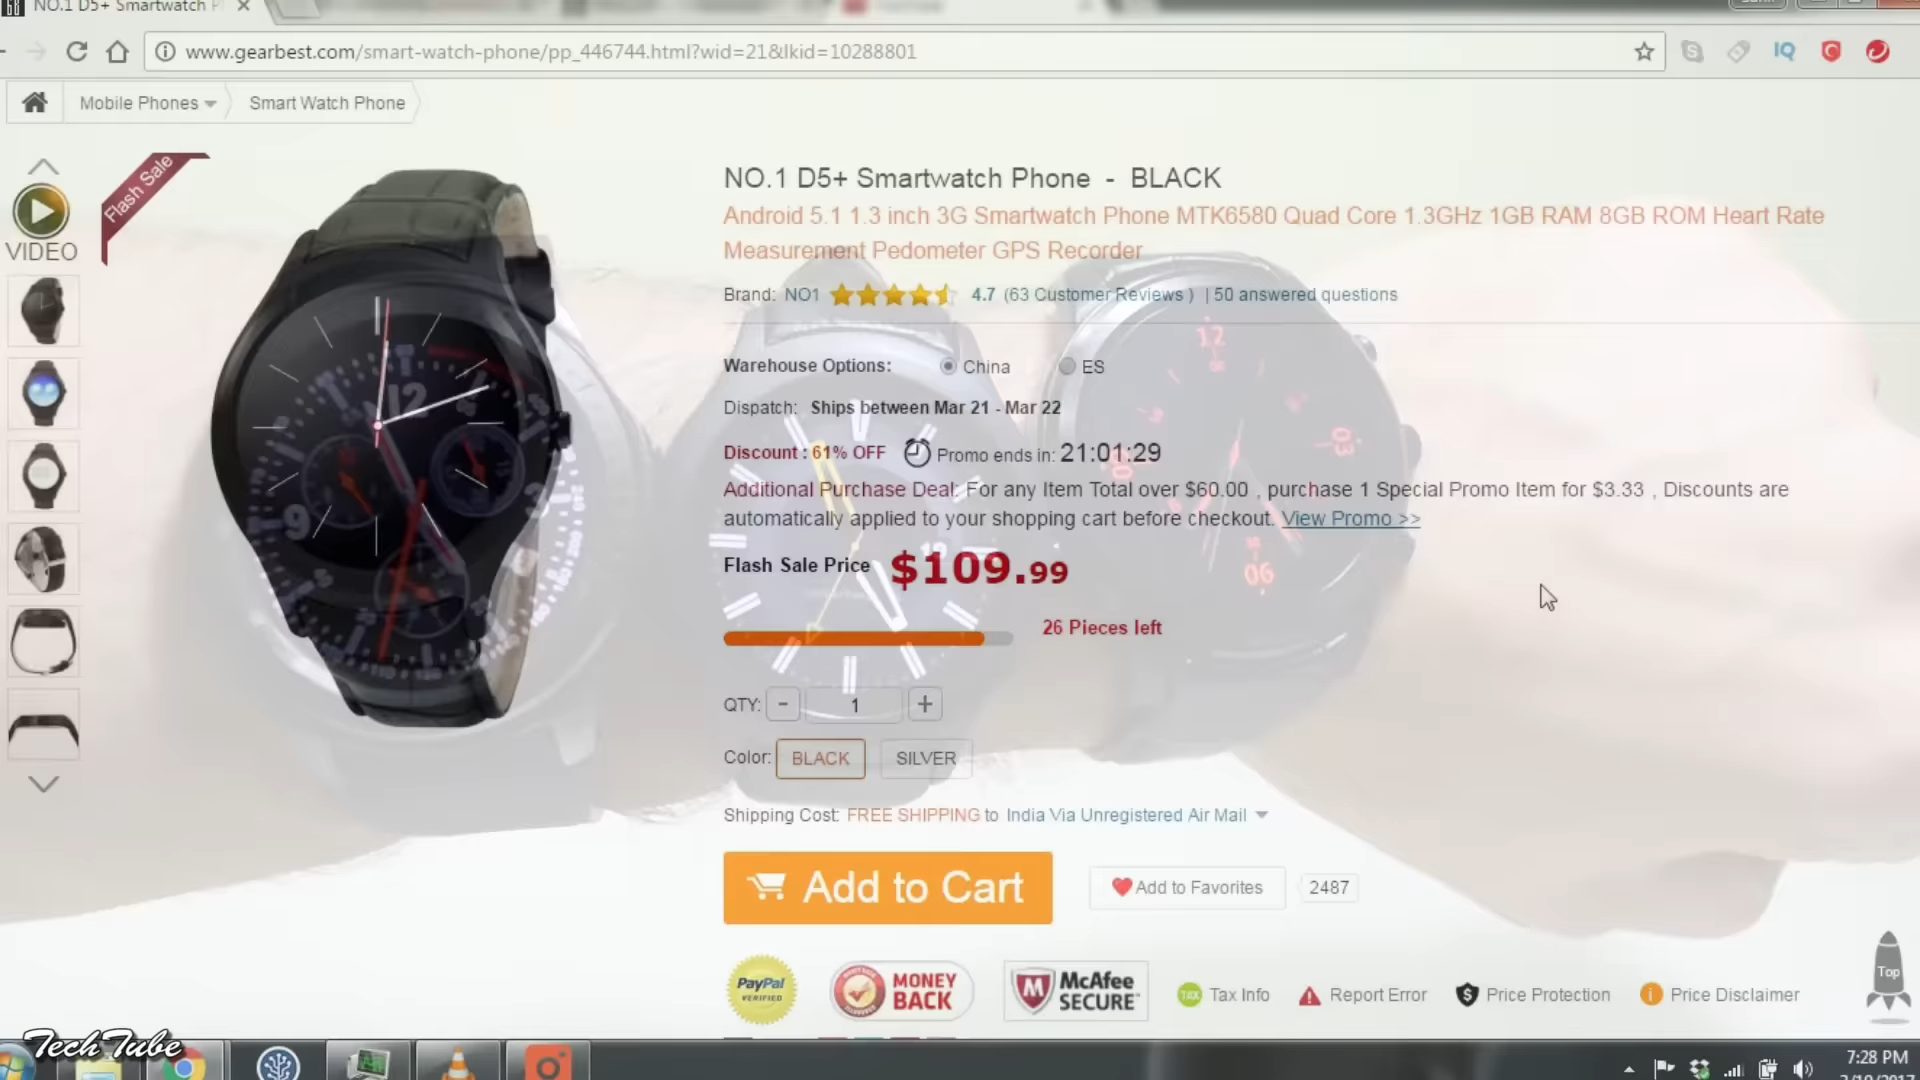 NO.1 D5+ Smartwatch P
www.gearbest.com/smart-watch-phone/pp_446744.html?wid=21&lkid=10288801
IQ
Mobile Phones
Smart Watch Phone
Flash Sale
VIDEO
NO.1 D5+ Smartwatch Phone - BLACK
Android 5.1 1.3 inch 3G Smartwatch Phone MTK6580 Quad Core 1.3GHz 1GB RAM 8GB ROM Heart Rate
Measurement Pedometer GPS Recorder
Brand: NO1 4.7 (63 Customer Reviews ) | 50 answered questions
Warehouse Options: China ES
Dispatch: Ships between Mar 21 - Mar 22
Discount : 61% OFF Promo ends in: 21:01:29
Additional Purchase Deal: For any Item Total over $60.00 , purchase 1 Special Promo Item for $3.33 , Discounts are
automatically applied to your shopping cart before checkout. View Promo >>
Flash Sale Price $109.99
26 Pieces left
QTY: - 1 +
Color: BLACK SILVER
Shipping Cost: FREE SHIPPING to India Via Unregistered Air Mail
Add to Cart
Add to Favorites 2487
PayPal
VERIFIED
MONEY
BACK
McAfee
SECURE
TAX Tax Info
Report Error
Price Protection
Price Disclaimer
Top
12
9
3
12
03
06
TechTube
7:28 PM